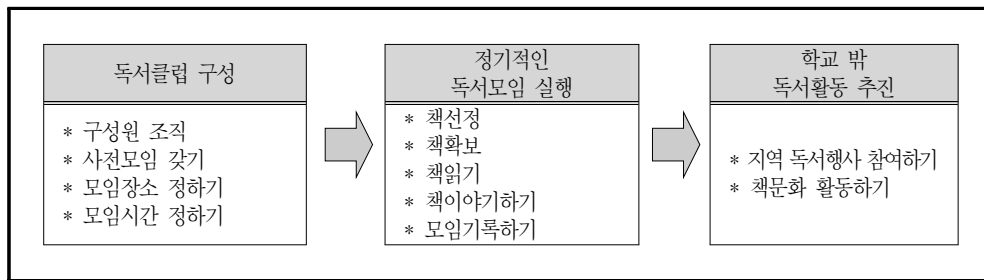 독서클럽 구성
* 구성원 조직
* 사전모임 갖기
* 모임장소 정하기
* 모임시간 정하기
정기적인
독서모임 실행
* 책선정
* 책확보
* 책읽기
* 책이야기하기
* 모임기록하기
학교 밖
독서활동 추진
* 지역 독서행사 참여하기
* 책문화 활동하기